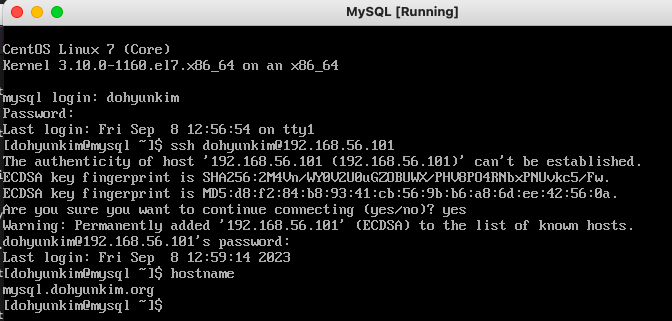 MySQL [Running]
CentOS Linux 7 (Core)
Kernel 3.10.0-1160.el7.x86_64 on an x86_64
mysql login: dohyunkim
Password:
Last login: Fri Sep  8 12:56:54 on tty1
[dohyunkim@mysql ~]$ ssh dohyunkim@192.168.56.101
The authenticity of host '192.168.56.101 (192.168.56.101)' can't be established.
ECDSA key fingerprint is SHA256:2M4Vn/WY0V2U0uG2OBUWX/PHV8PO4RNbxPNUvkc5/Fw.
ECDSA key fingerprint is MD5:d8:f2:84:b8:93:41:cb:56:9b:b6:a8:6d:ee:42:56:0a.
Are you sure you want to continue connecting (yes/no)? yes
Warning: Permanently added '192.168.56.101' (ECDSA) to the list of known hosts.
dohyunkim@192.168.56.101's password:
Last login: Fri Sep  8 12:59:14 2023
[dohyunkim@mysql ~]$ hostname
mysql.dohyunkim.org
[dohyunkim@mysql ~]$